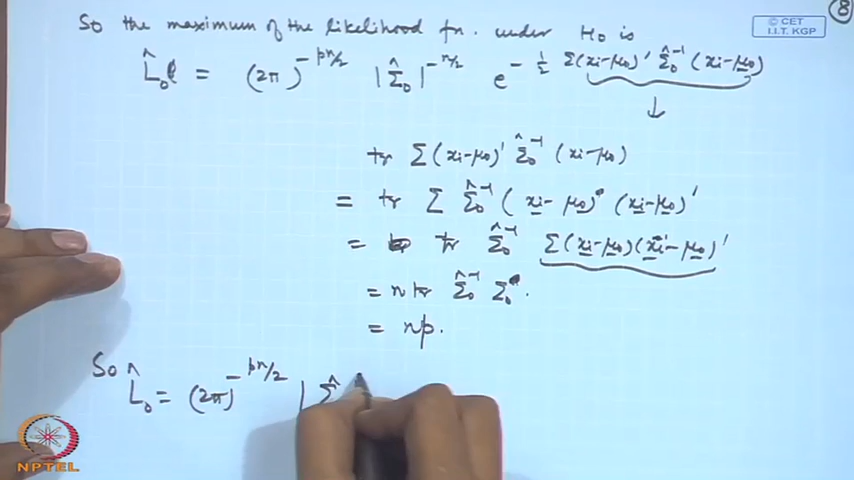 8
© CET
I.I.T. KGP
So the maximum of the likelihood fn. under H₀ is
L̂₀ = (2π)^{-pn/2} |Σ̂₀|^{-n/2} e^{-1/2 Σ(xi-μ₀)' Σ̂₀⁻¹ (xi-μ₀)}
↓
tr Σ(xi-μ₀)' Σ̂₀⁻¹ (xi-μ₀)
= tr Σ Σ̂₀⁻¹ (xi-μ₀) (xi-μ₀)'
= tr Σ̂₀⁻¹ Σ(xi-μ₀)(xi-μ₀)'
= n tr Σ̂₀⁻¹ Σ̂₀.
= np.
So L̂₀ = (2π)^{-pn/2} |Σ̂
NPTEL